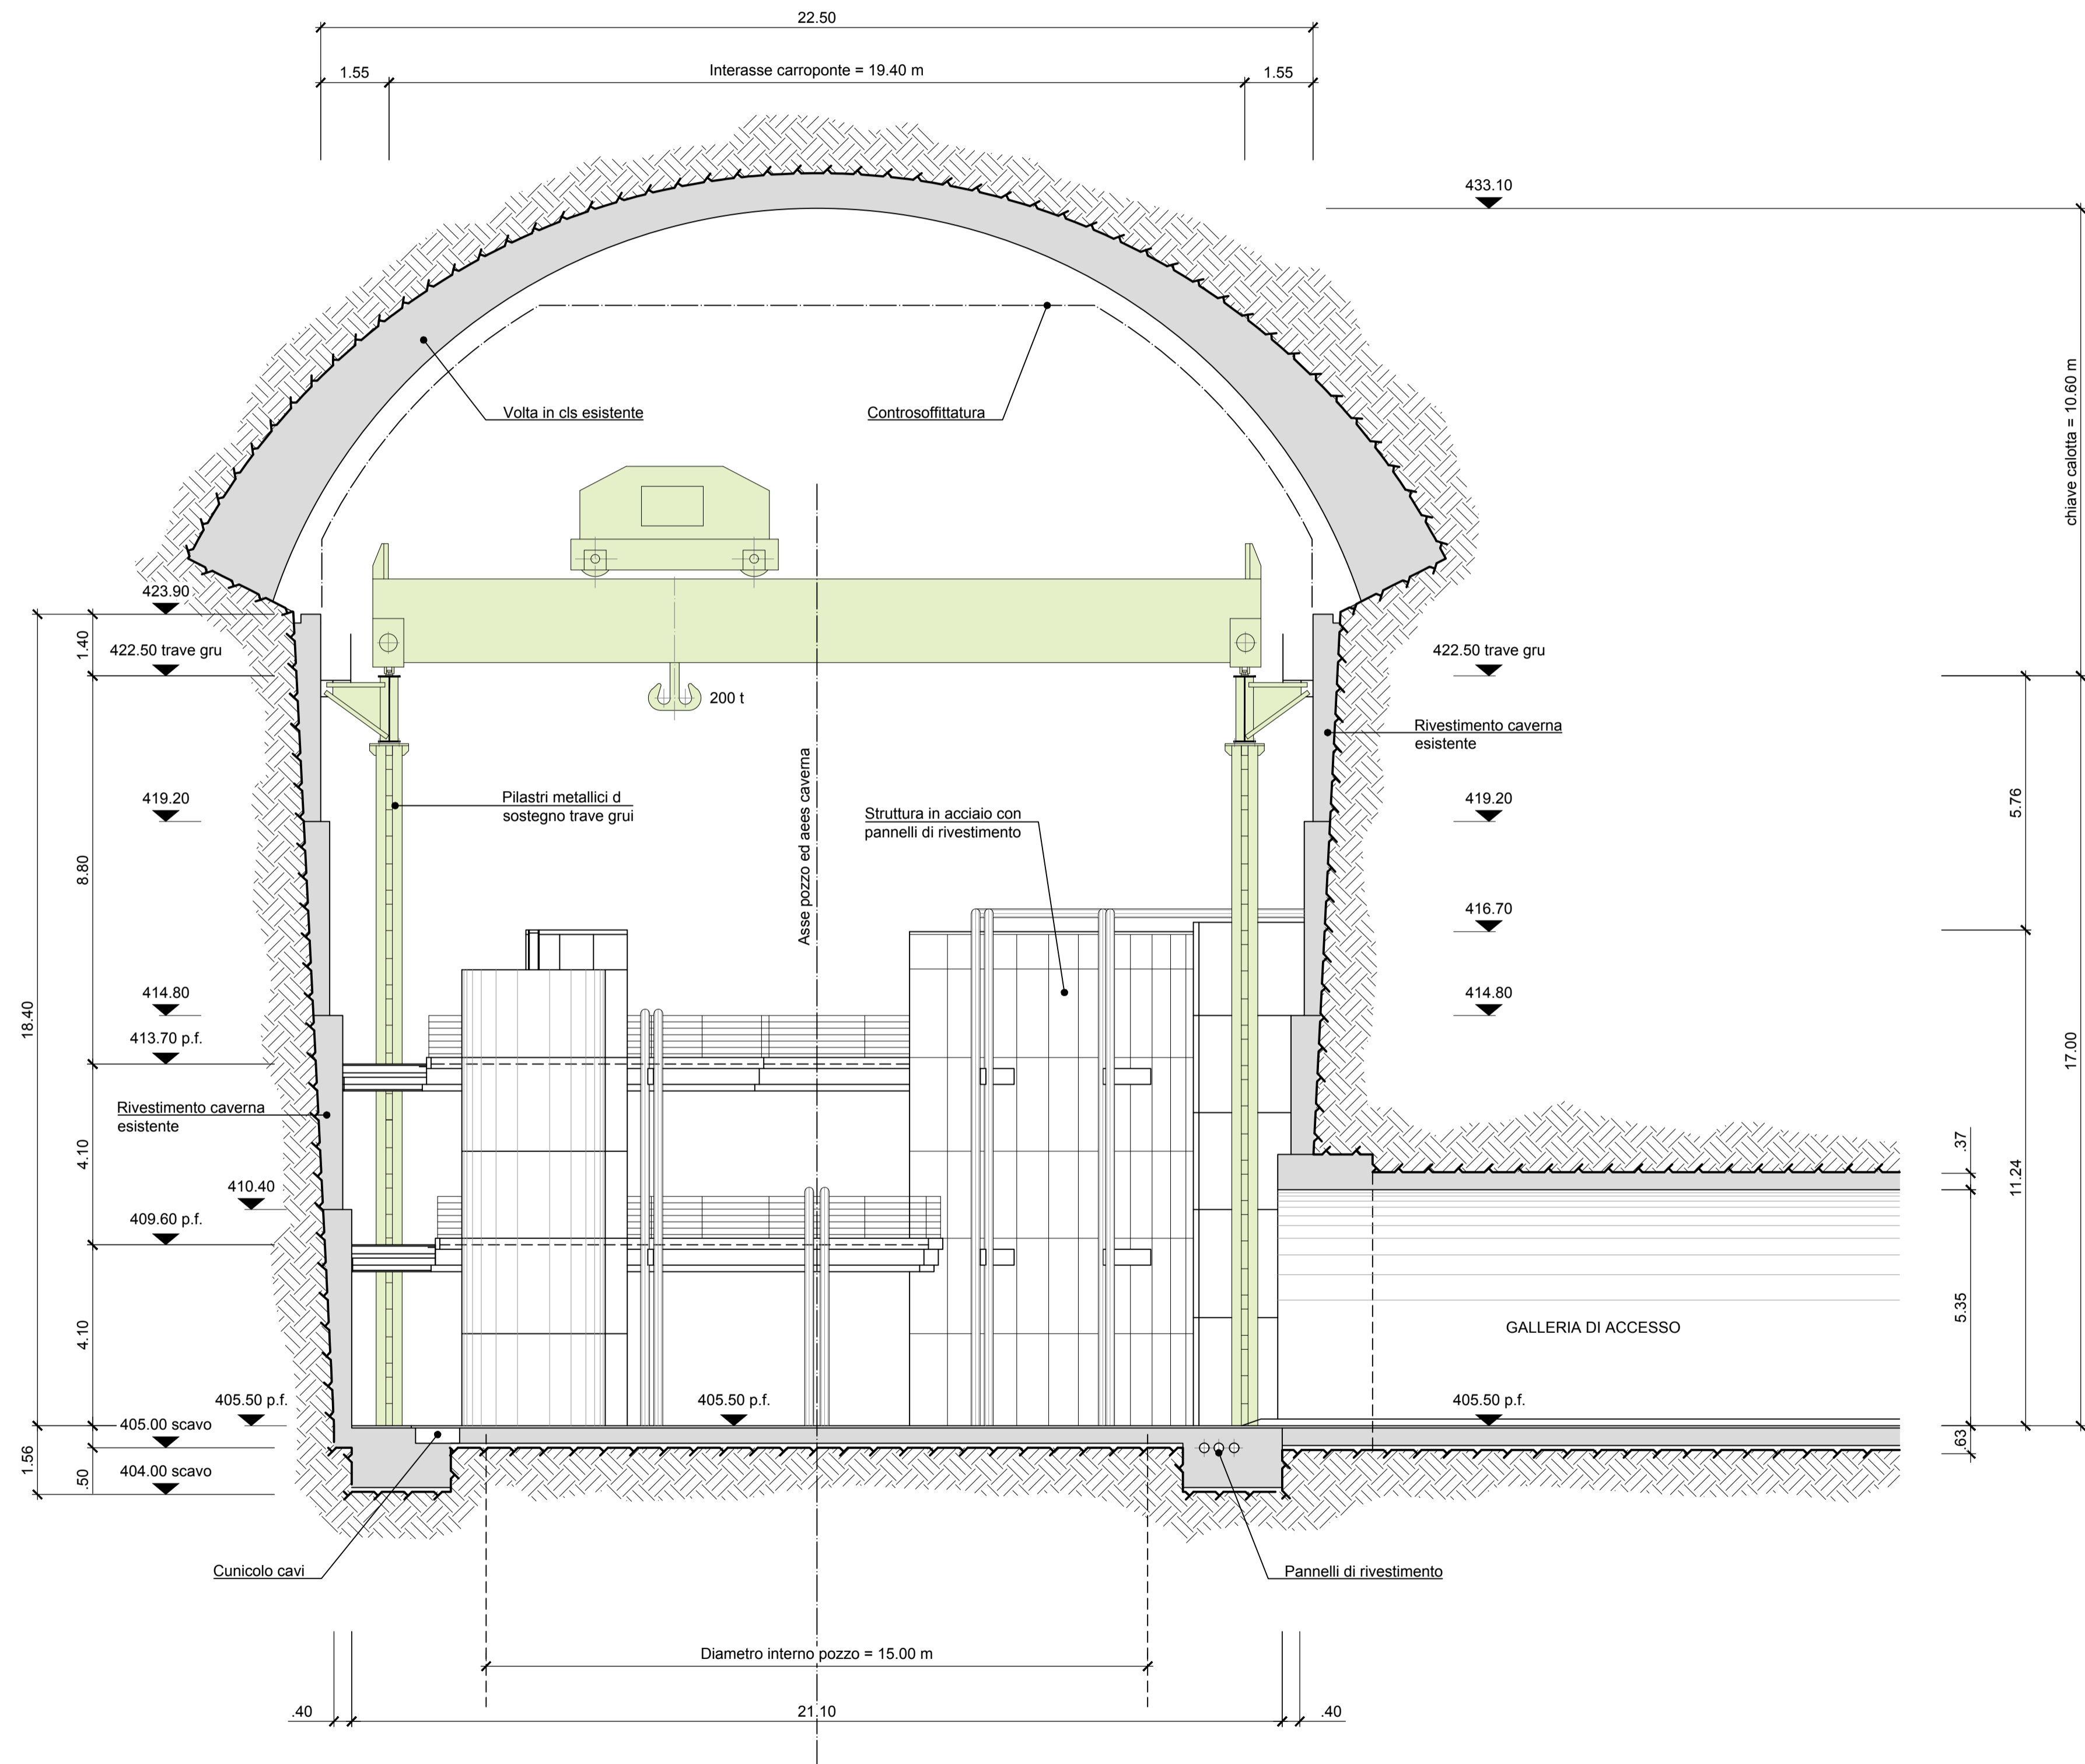 22.50
1.55
Interasse carroponte = 19.40 m
1.55
433.10
chiave calotta = 10.60 m
Volta in cls esistente
Controsoffittatura
423.90
1.40
422.50 trave gru
422.50 trave gru
200 t
Rivestimento caverna
esistente
Asse pozzo ed aees caverna
Pilastri metallici d
sostegno trave grui
Struttura in acciaio con
pannelli di rivestimento
419.20
419.20
5.76
8.80
416.70
414.80
414.80
18.40
413.70 p.f.
17.00
Rivestimento caverna
esistente
4.10
.37
410.40
11.24
409.60 p.f.
5.35
4.10
GALLERIA DI ACCESSO
405.50 p.f.
405.50 p.f.
405.50 p.f.
405.00 scavo
.63
1.56
.50
404.00 scavo
Cunicolo cavi
Pannelli di rivestimento
Diametro interno pozzo = 15.00 m
.40
21.10
.40